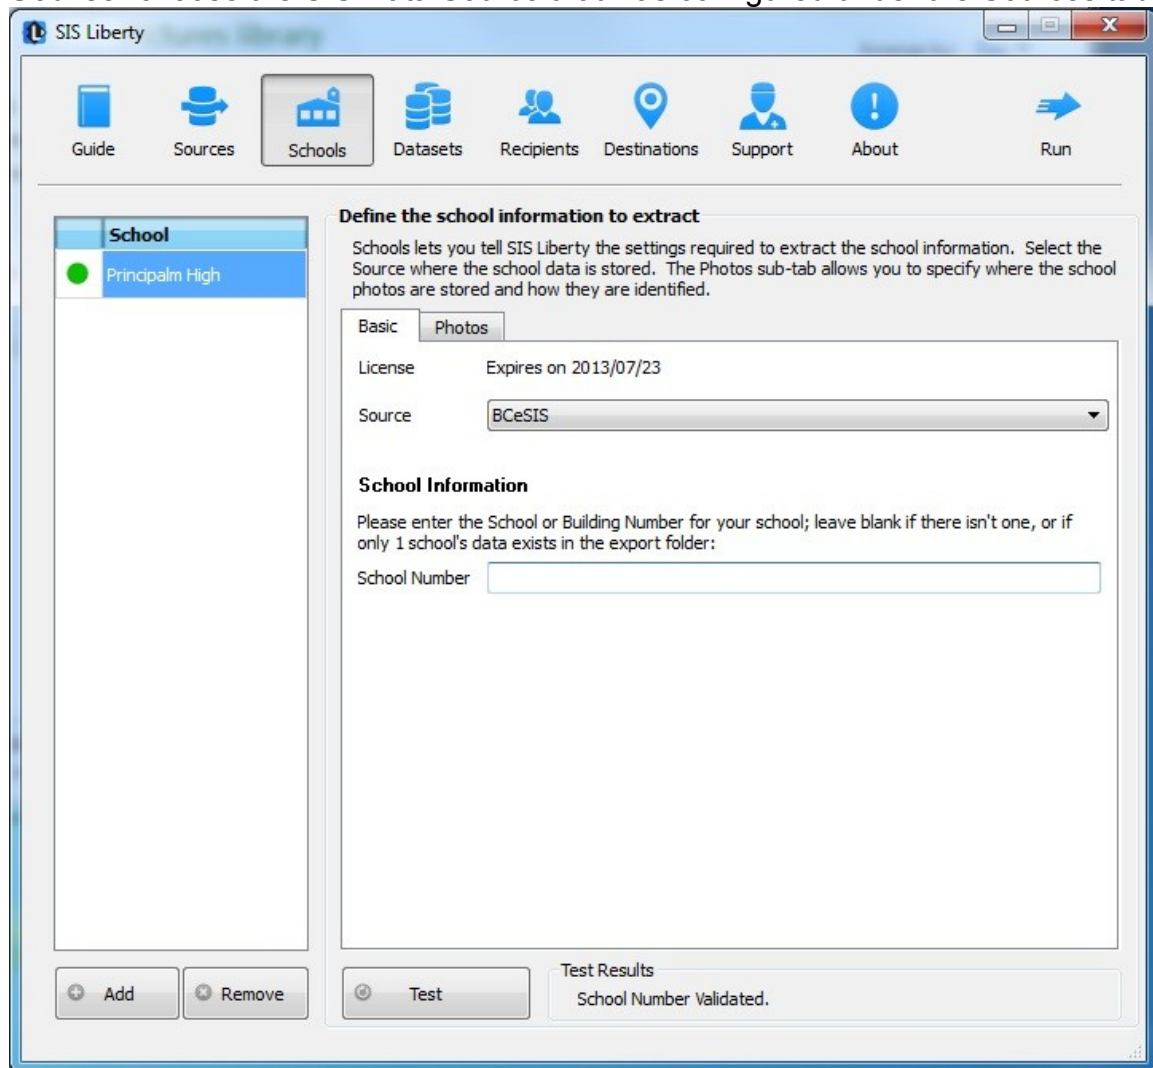 SIS Liberty
Guide Sources Schools Datasets Recipients Destinations Support About Run
School
Principalm High
Define the school information to extract
Schools lets you tell SIS Liberty the settings required to extract the school information. Select the
Source where the school data is stored. The Photos sub-tab allows you to specify where the school
photos are stored and how they are identified.
Basic Photos
License Expires on 2013/07/23
Source BCeSIS
School Information
Please enter the School or Building Number for your school; leave blank if there isn't one, or if
only 1 school's data exists in the export folder:
School Number
Add Remove Test
Test Results
School Number Validated.